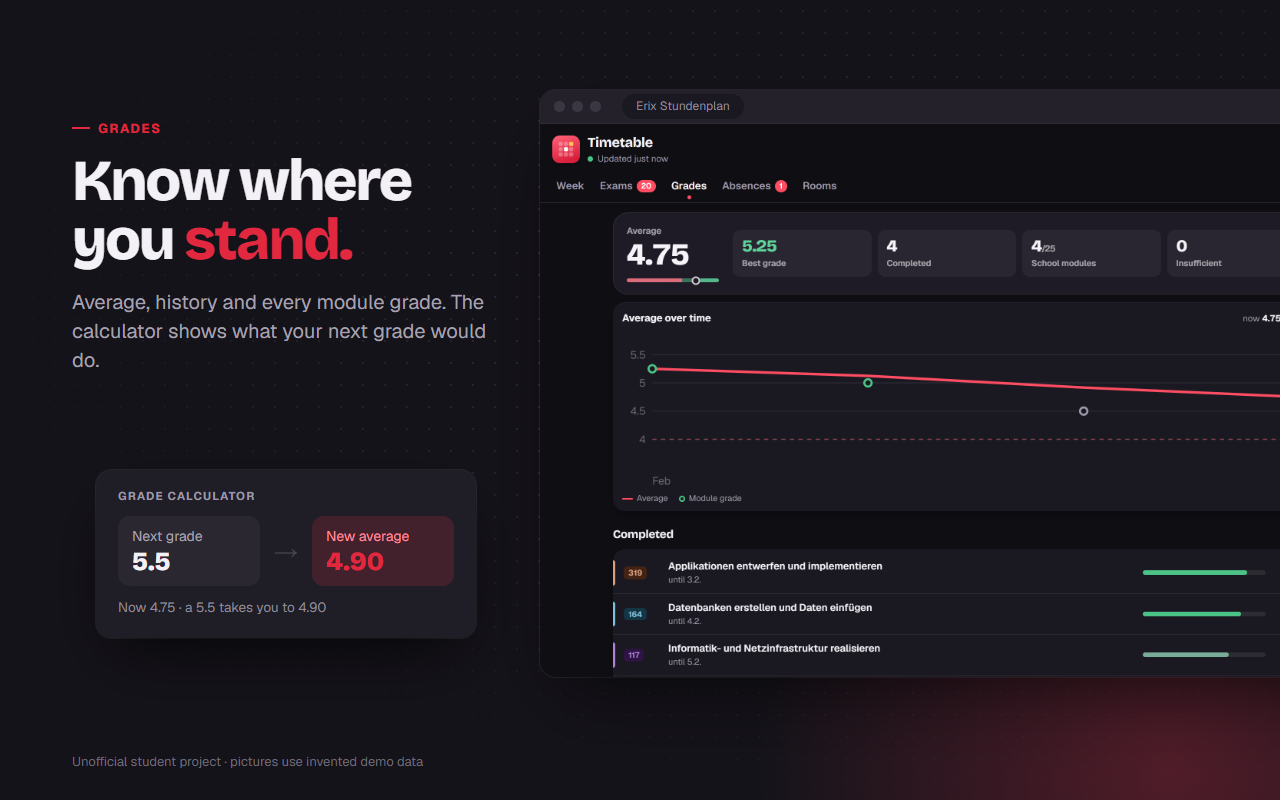 GRADES
Know where
you stand.
Average, history and every module grade. The
calculator shows what your next grade would
do.
GRADE CALCULATOR
Next grade
5.5
→
New average
4.90
Now 4.75 · a 5.5 takes you to 4.90
Unofficial student project · pictures use invented demo data
Erix Stundenplan
Timetable
Updated just now
Week Exams 20 Grades Absences 1 Rooms
Average
4.75
5.25
Best grade
4
Completed
4/25
School modules
0
Insufficient
Average over time
now 4.75
5.5
5
4.5
4
Feb
Average Module grade
Completed
319
Applikationen entwerfen und implementieren
until 3.2.
164
Datenbanken erstellen und Daten einfügen
until 4.2.
117
Informatik- und Netzinfrastruktur realisieren
until 5.2.